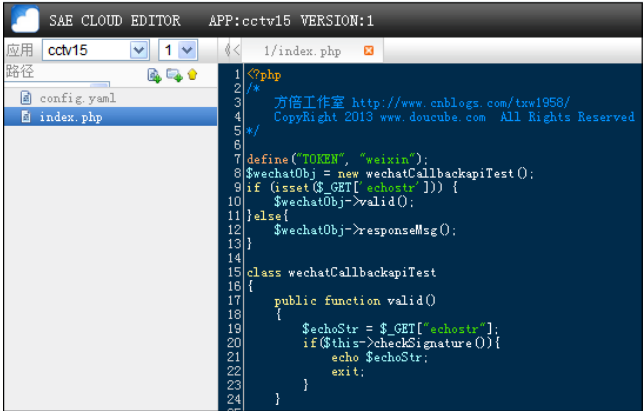 SAE CLOUD EDITOR APP:cctv15 VERSION:1
应用 cctv15 1 1/index.php
路径
config.yaml
index.php
1 <?php
2 /*
3 方倍工作室 http://www.cnblogs.com/txw1958/
4 CopyRight 2013 www.doucube.com All Rights Reserved
5 */
6
7 define("TOKEN", "weixin");
8 $wechatObj = new wechatCallbackapiTest();
9 if (isset($_GET['echostr'])) {
10 $wechatObj->valid();
11 }else{
12 $wechatObj->responseMsg();
13 }
14
15 class wechatCallbackapiTest
16 {
17 public function valid()
18 {
19 $echoStr = $_GET["echostr"];
20 if($this->checkSignature()){
21 echo $echoStr;
22 exit;
23 }
24 }